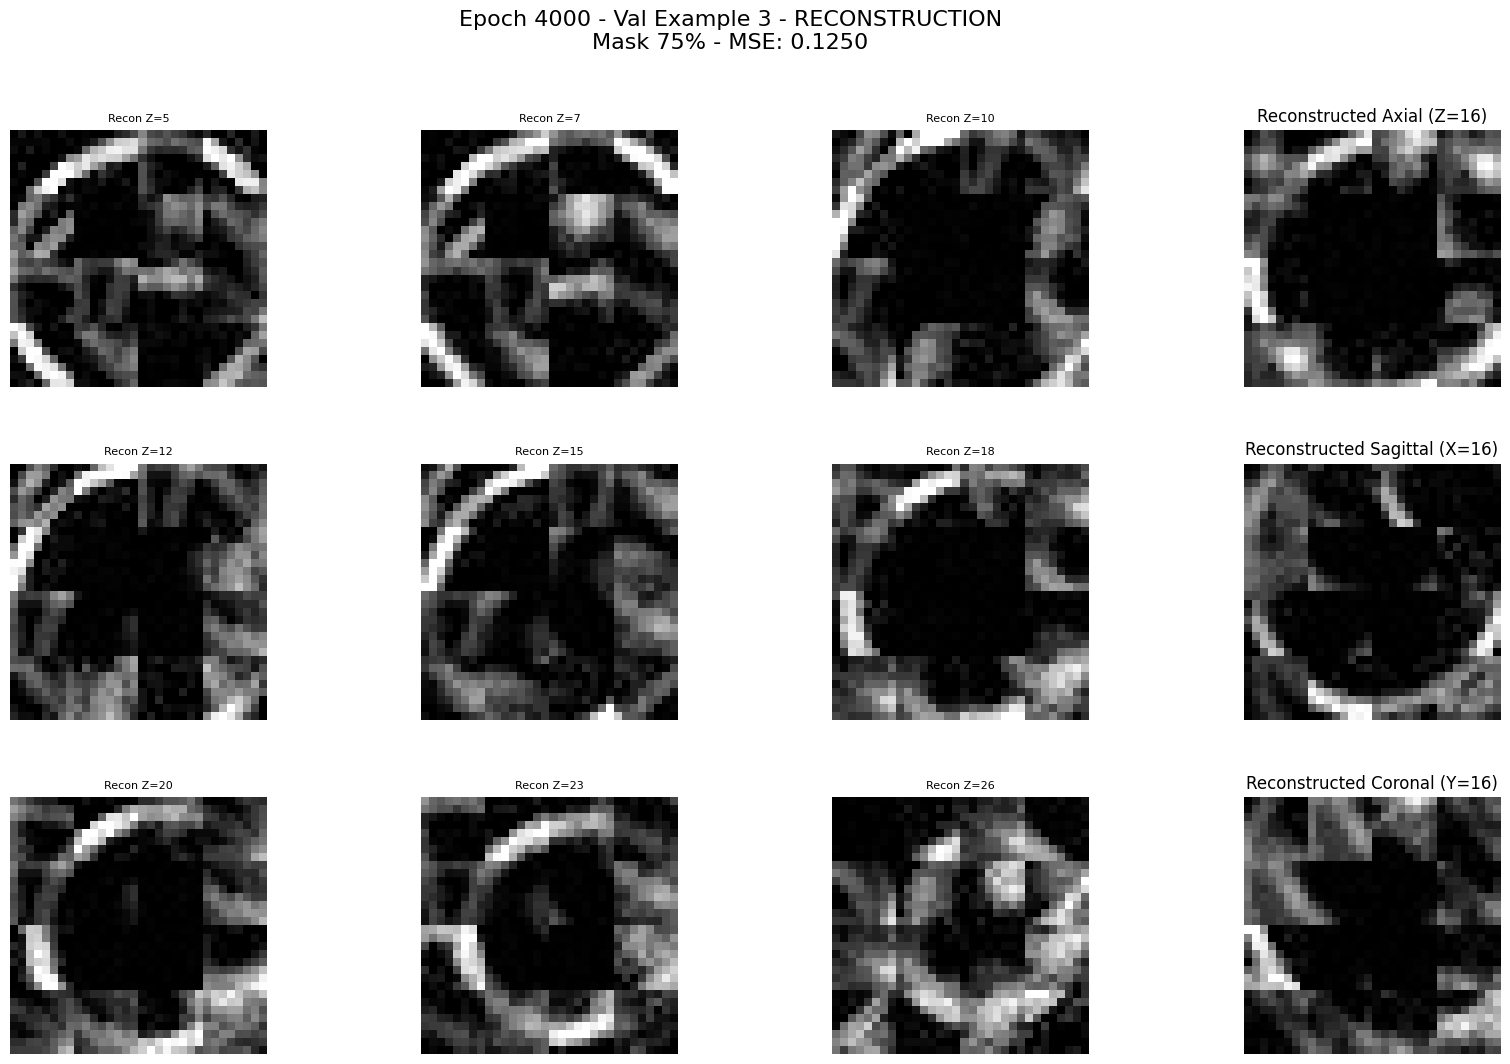 Epoch 4000 - Val Example 3 - RECONSTRUCTION
Mask 75% - MSE: 0.1250
Recon Z=5
Recon Z=7
Recon Z=10
Reconstructed Axial (Z=16)
Recon Z=12
Recon Z=15
Recon Z=18
Reconstructed Sagittal (X=16)
Recon Z=20
Recon Z=23
Recon Z=26
Reconstructed Coronal (Y=16)